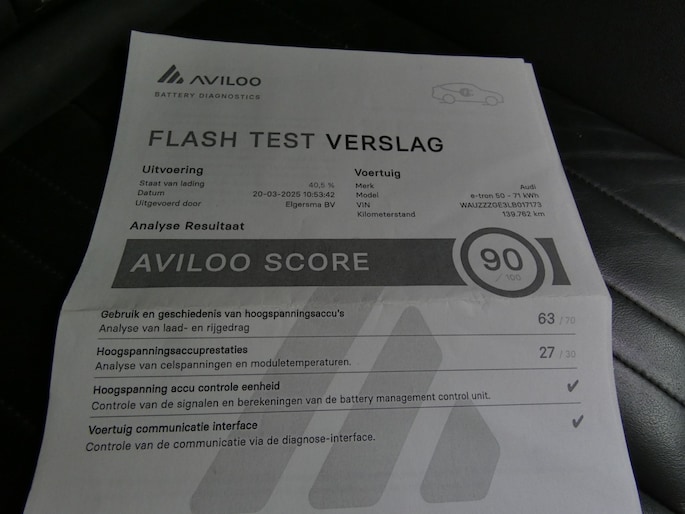 AVILOO
BATTERY DIAGNOSTICS
FLASH TEST VERSLAG
Uitvoering
Staat van lading 40,5 %
Datum 20-03-2025 10:53:42
Uitgevoerd door Elgersma BV
Voertuig
Merk Audi
Model e-tron 50 - 71 kWh
VIN WAUZZZGE3LB017173
Kilometerstand 139.762 km
Analyse Resultaat
AVILOO SCORE 90
/ 100
Gebruik en geschiedenis van hoogspanningsaccu's 63 / 70
Analyse van laad- en rijgedrag
Hoogspanningsaccuprestaties 27 / 30
Analyse van celspanningen en moduletemperaturen.
Hoogspanning accu controle eenheid ✓
Controle van de signalen en berekeningen van de battery management control unit.
Voertuig communicatie interface ✓
Controle van de communicatie via de diagnose-interface.